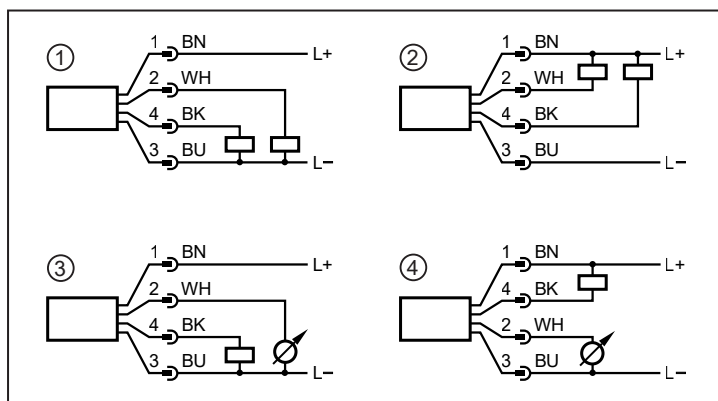 ①
1 BN L+
2 WH
4 BK
3 BU L–
②
1 BN L+
2 WH
4 BK
3 BU L–
③
1 BN L+
2 WH
4 BK
3 BU L–
④
1 BN L+
4 BK
2 WH
3 BU L–